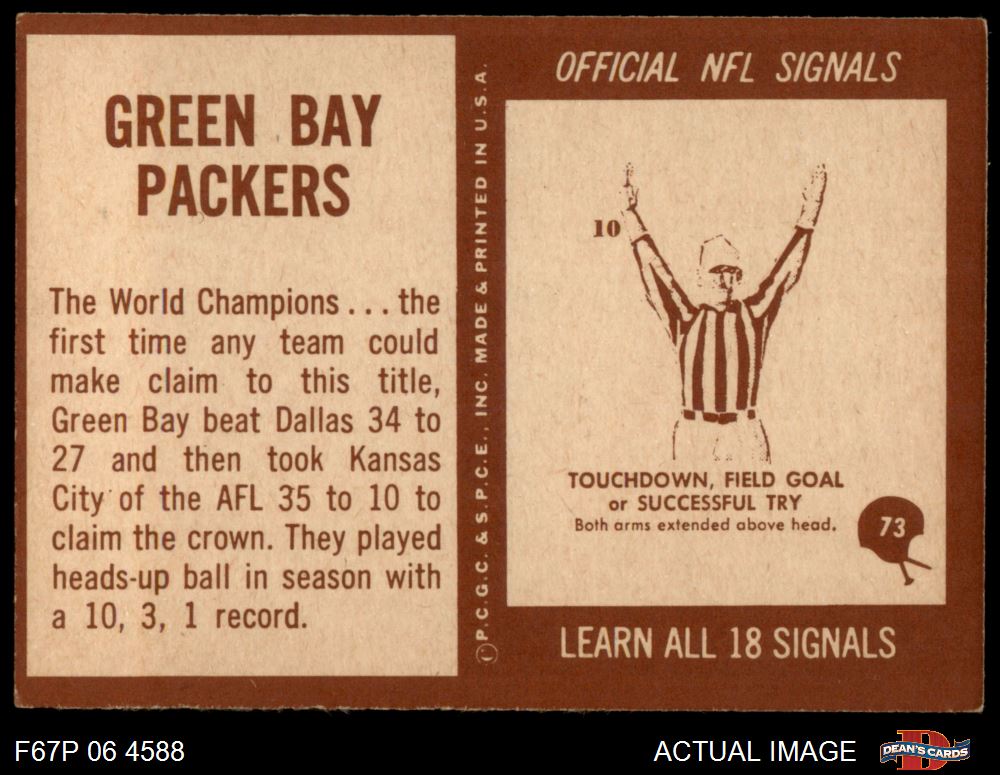 GREEN BAY
PACKERS
The World Champions . . . the
first time any team could
make claim to this title,
Green Bay beat Dallas 34 to
27 and then took Kansas
City of the AFL 35 to 10 to
claim the crown. They played
heads-up ball in season with
a 10, 3, 1 record.
© P.C.G.C. & S.P.C.E., INC. MADE & PRINTED IN U.S.A.
OFFICIAL NFL SIGNALS
10
TOUCHDOWN, FIELD GOAL
or SUCCESSFUL TRY
Both arms extended above head.
73
LEARN ALL 18 SIGNALS
F67P 06 4588
ACTUAL IMAGE
D
DEAN'S CARDS